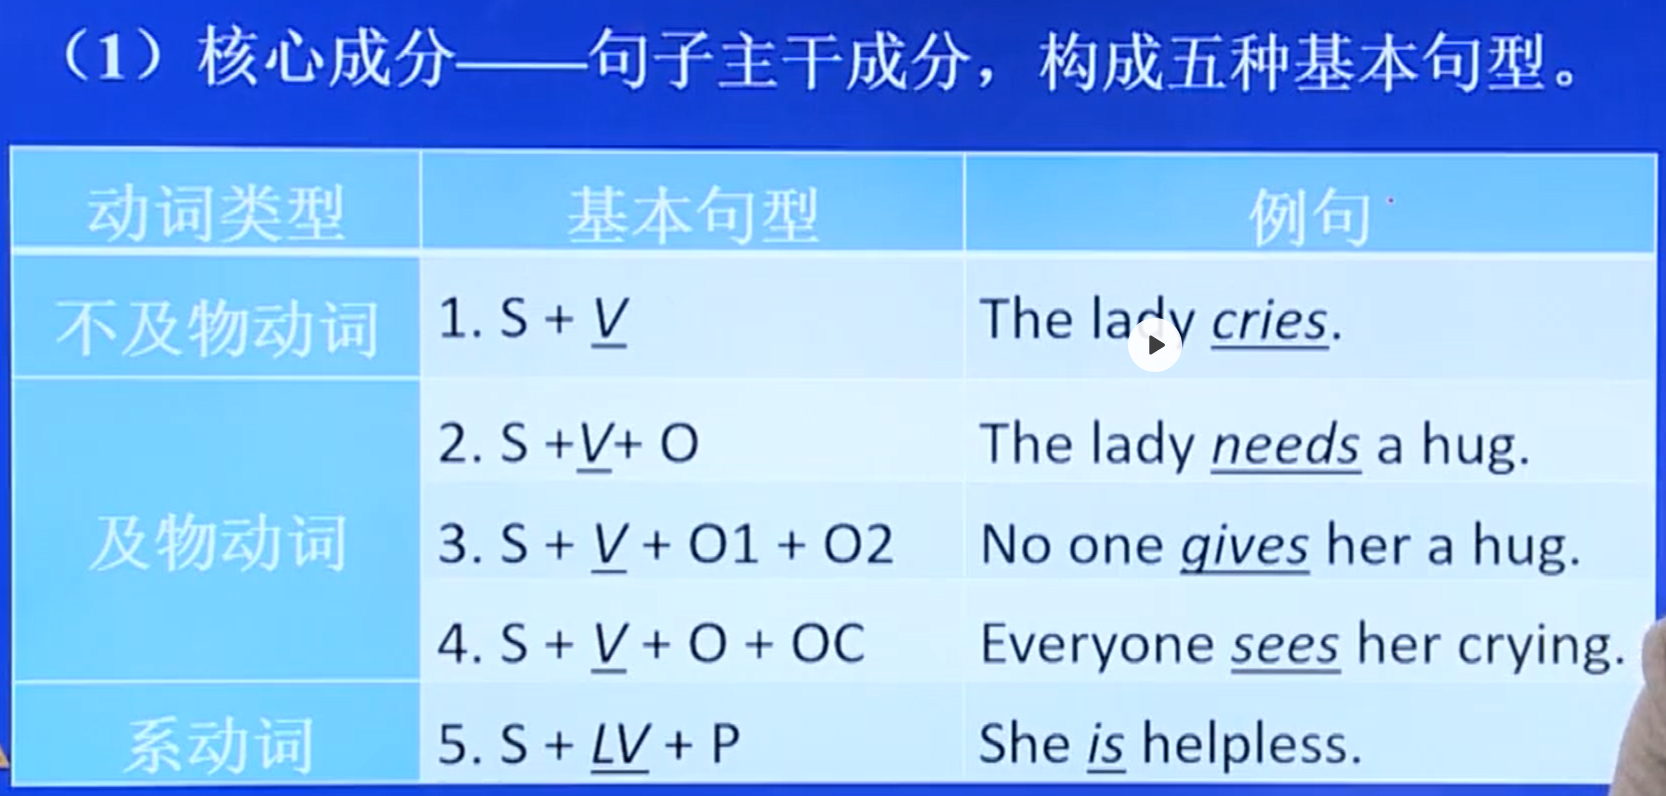 （1）核心成分——句子主干成分，构成五种基本句型。
动词类型 基本句型 例句
不及物动词 1. S + V The lady cries.
2. S +V+ O The lady needs a hug.
及物动词 3. S + V + O1 + O2 No one gives her a hug.
4. S + V + O + OC Everyone sees her crying.
系动词 5. S + LV + P She is helpless.